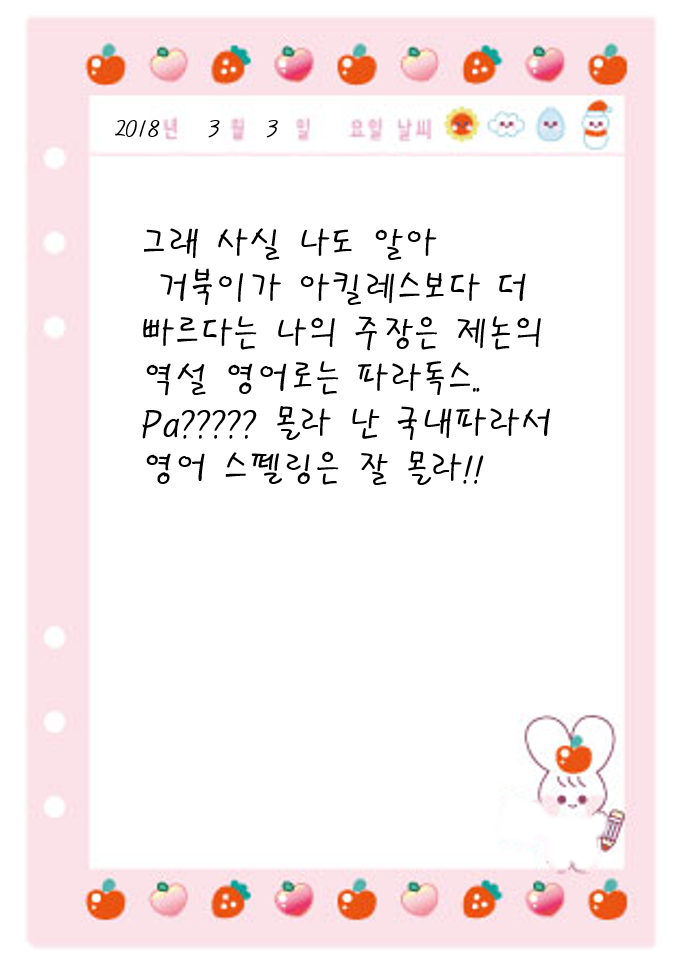 2018년 3월 3일 요일 날씨
그래 사실 나도 알아
거북이가 아킬레스보다 더
빠르다는 나의 주장은 제논의
역설 영어로는 파라독스..
Pa????? 몰라 난 국내파라서
영어 스펠링은 잘 몰라!!